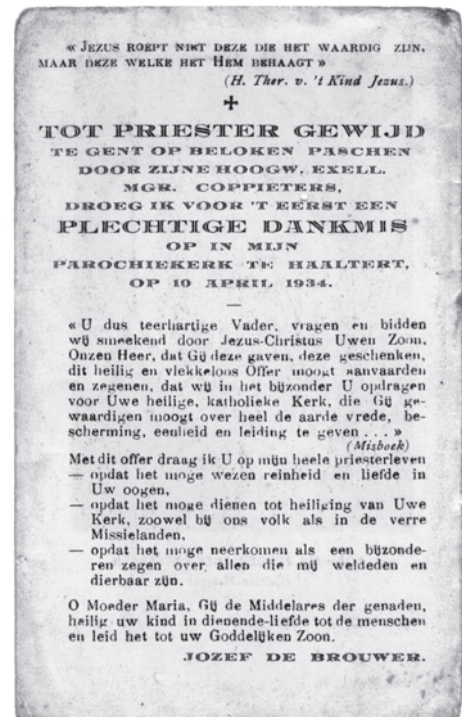 « JEZUS ROEPT NIET DEZE DIE HET WAARDIG ZIJN,
MAAR DEZE WELKE HET HEM BEHAAGT »
(H. Ther. v. 't Kind Jezus.)
TOT PRIESTER GEWIJD
TE GENT OP BELOKEN PASCHEN
DOOR ZIJNE HOOGW. EXELL.
MGR. COPPIETERS,
DROEG IK VOOR 'T EERST EEN
PLECHTIGE DANKMIS
OP IN MIJN
PAROCHIEKERK TE HAALTERT,
OP 10 APRIL 1934.
« U dus teerhartige Vader, vragen en bidden
wij smeekend door Jezus-Christus Uwen Zoon,
Onzen Heer, dat Gij deze gaven, deze geschenken,
dit heilig en vlekkeloos Offer moogt aanvaarden
en zegenen, dat wij in het bijzonder U opdragen
voor Uwe heilige, katholieke Kerk, die Gij ge-
waardigen moogt over heel de aarde vrede, be-
scherming, eenheid en leiding te geven . . . »
(Misboek)
Met dit offer draag ik U op mijn heele priesterleven
— opdat het moge wezen reinheid en liefde in
Uw oogen,
— opdat het moge dienen tot heiliging van Uwe
Kerk, zoowel bij ons volk als in de verre
Missielanden,
— opdat het moge neerkomen als een bijzonde-
ren zegen over allen die mij weldeden en
dierbaar zijn.
O Moeder Maria, Gij de Middelares der genaden,
heilig uw kind in dienende-liefde tot de menschen
en leid het tot uw Goddelijken Zoon.
JOZEF DE BROUWER.